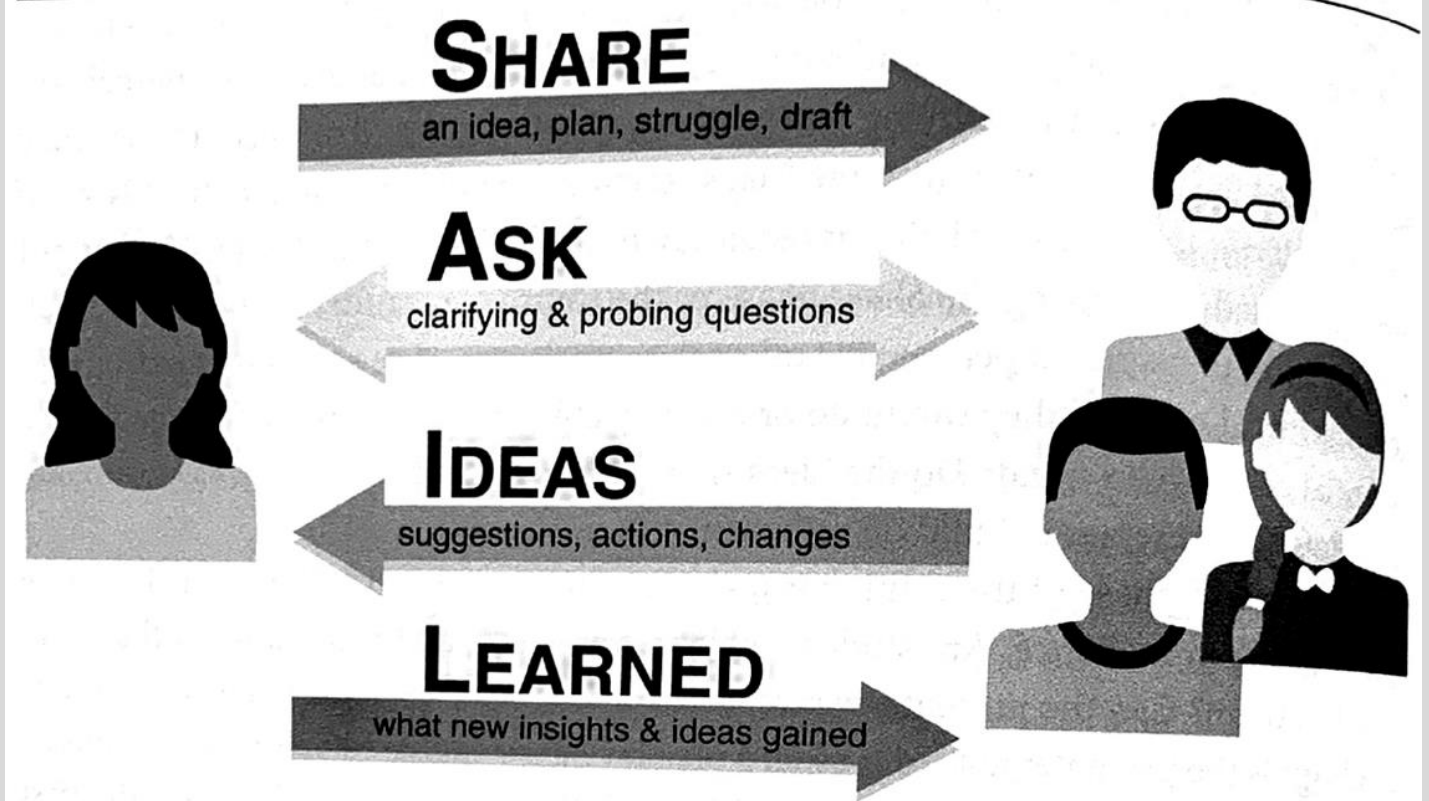 SHARE
an idea, plan, struggle, draft
ASK
clarifying & probing questions
IDEAS
suggestions, actions, changes
LEARNED
what new insights & ideas gained